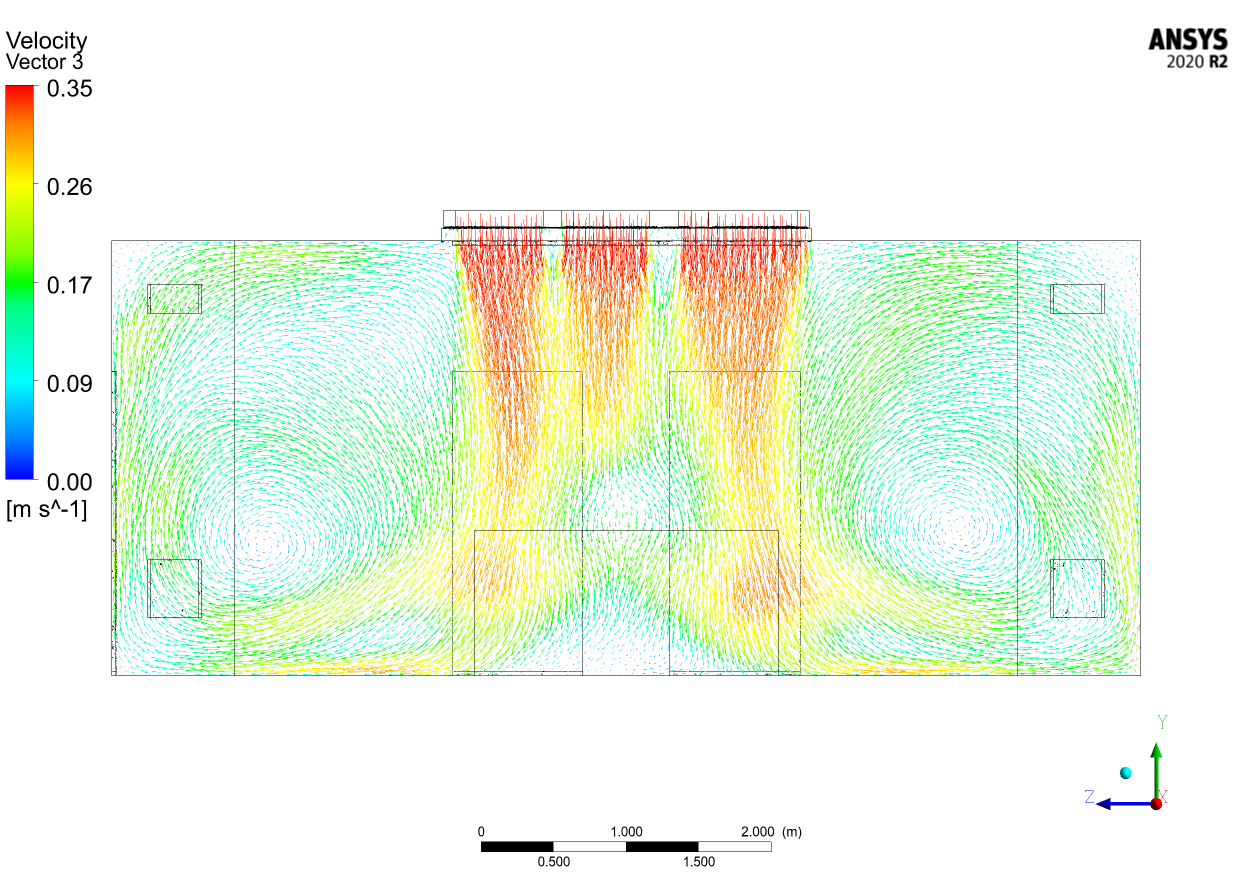 Velocity
Vector 3
ANSYS
2020 R2
0.35
0.26
0.17
0.09
0.00
[m s^-1]
Y
Z
X
0 1.000 2.000 (m)
0.500 1.500